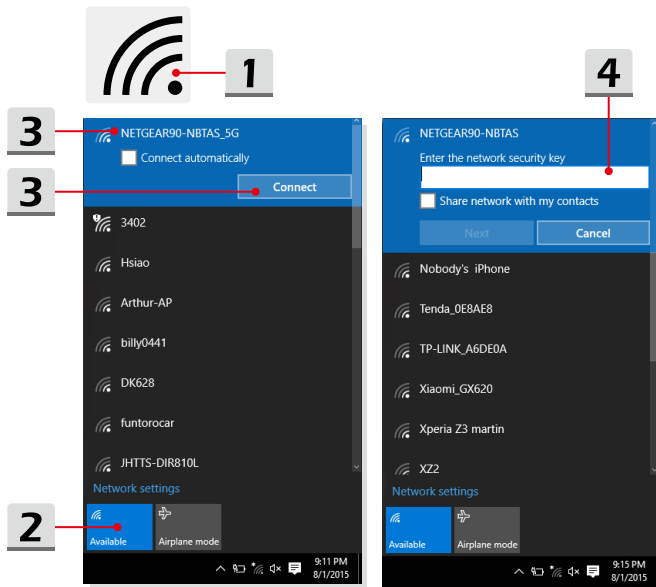 1
3
NETGEAR90-NBTAS_5G
Connect automatically
3
Connect
3402
Hsiao
Arthur-AP
billy0441
DK628
funtorocar
JHTTS-DIR810L
Network settings
2
Available
Airplane mode
9:11 PM
8/1/2015
4
NETGEAR90-NBTAS
Enter the network security key
Share network with my contacts
Next
Cancel
Nobody's iPhone
Tenda_0E8AE8
TP-LINK_A6DE0A
Xiaomi_GX620
Xperia Z3 martin
XZ2
Network settings
Available
Airplane mode
9:15 PM
8/1/2015